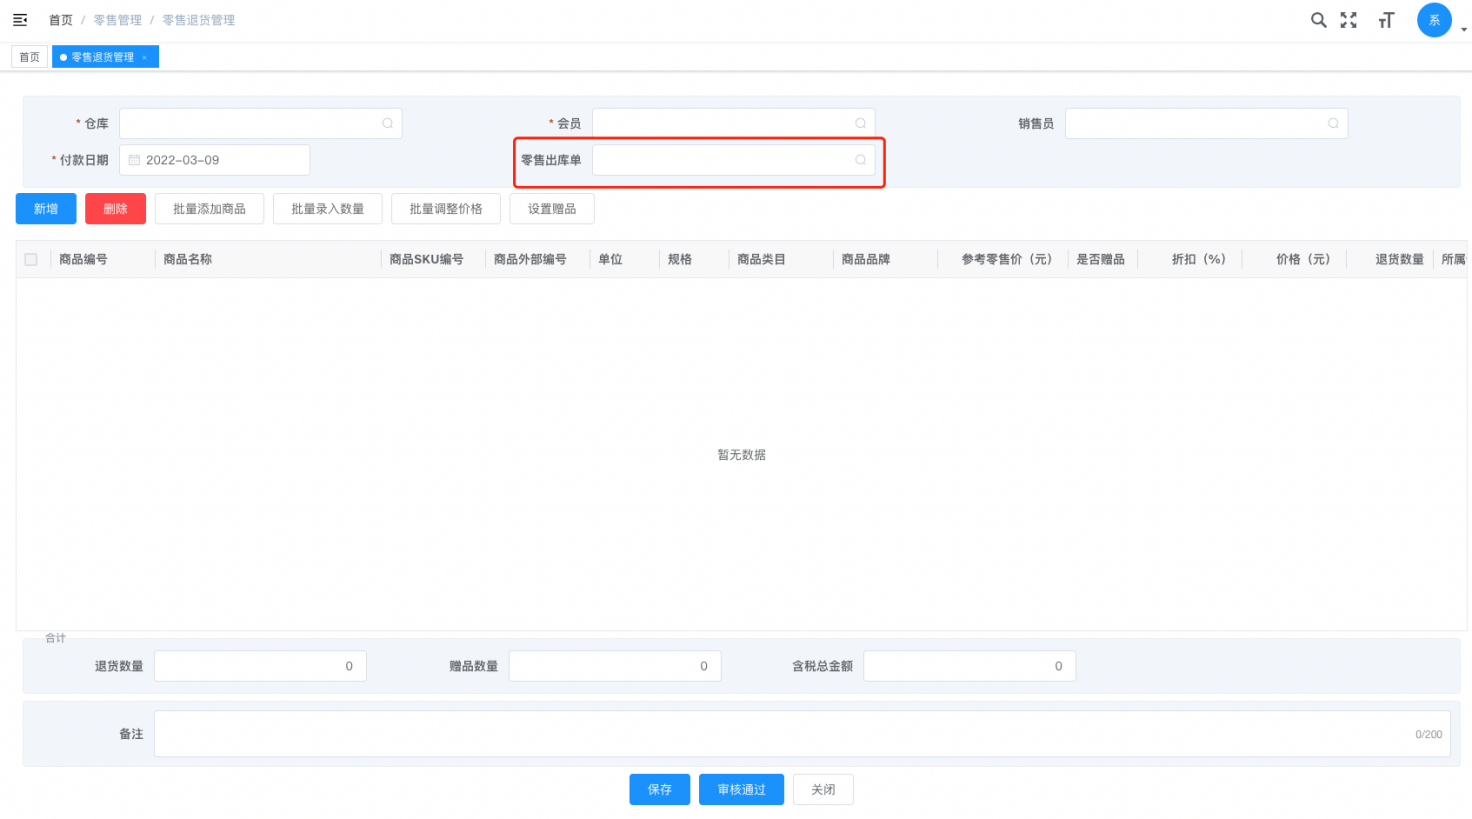 首页 / 零售管理 / 零售退货管理
系
首页
零售退货管理 ×
* 仓库
* 会员
销售员
* 付款日期 2022-03-09
零售出库单
新增 删除 批量添加商品 批量录入数量 批量调整价格 设置赠品
商品编号 商品名称 商品SKU编号 商品外部编号 单位 规格 商品类目 商品品牌 参考零售价（元） 是否赠品 折扣（%） 价格（元） 退货数量 所属
暂无数据
合计
退货数量 0 赠品数量 0 含税总金额 0
备注 0/200
保存 审核通过 关闭